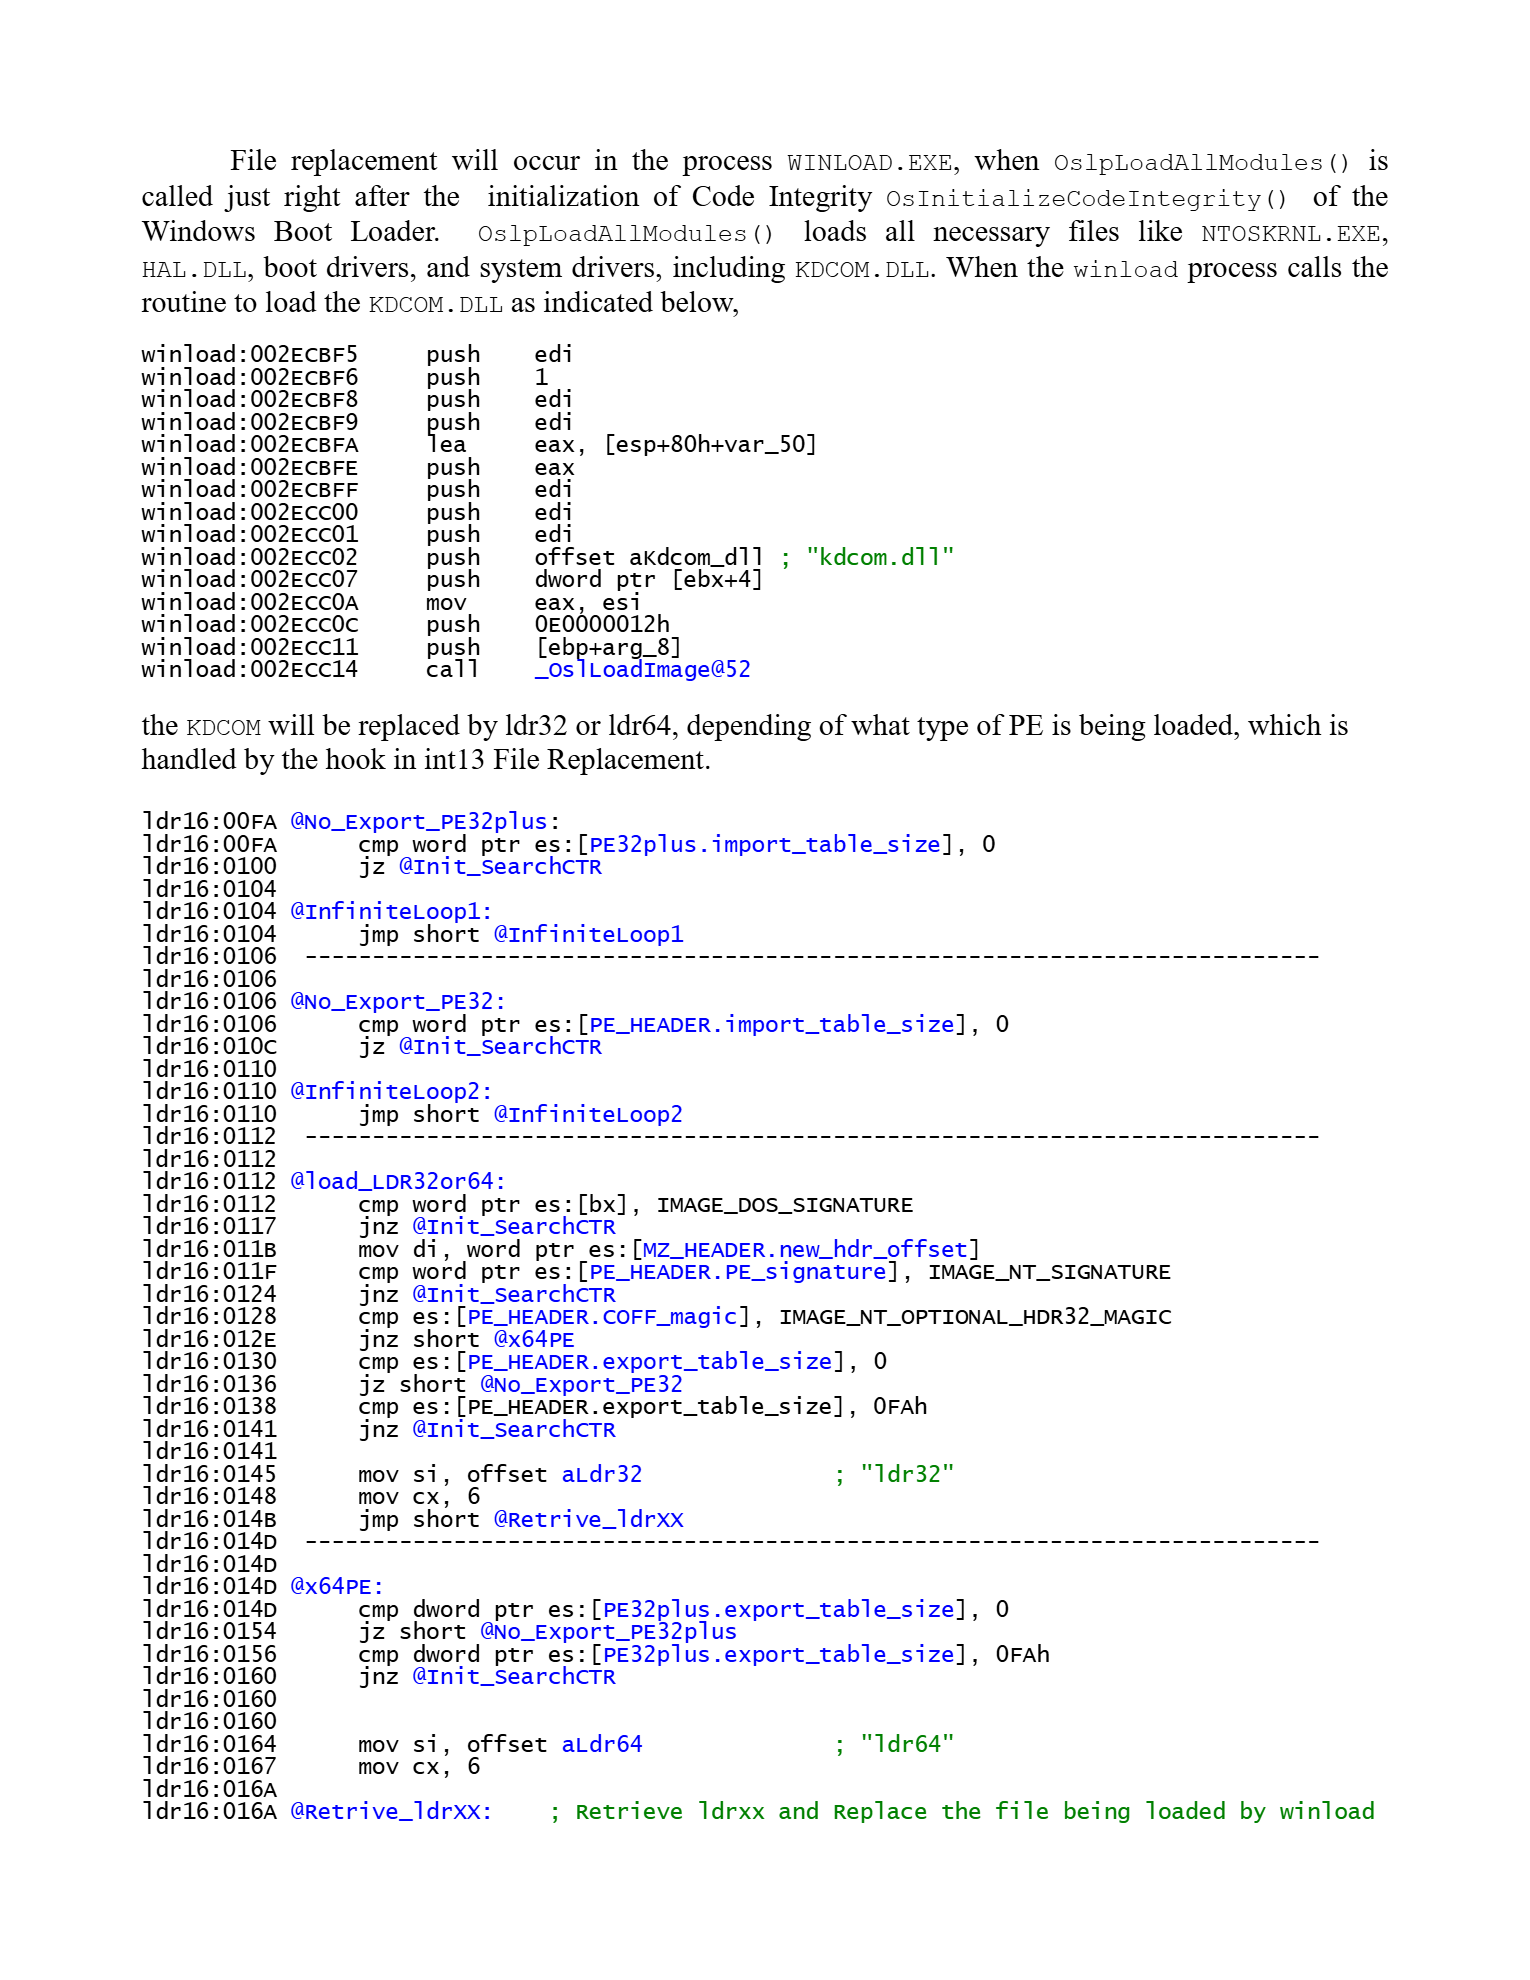 File replacement will occur in the process WINLOAD.EXE, when OslpLoadAllModules() is
called just right after the initialization of Code Integrity OsInitializeCodeIntegrity() of the
Windows Boot Loader. OslpLoadAllModules() loads all necessary files like NTOSKRNL.EXE,
HAL.DLL, boot drivers, and system drivers, including KDCOM.DLL. When the winload process calls the
routine to load the KDCOM.DLL as indicated below,
winload:002ECBF5 push edi
winload:002ECBF6 push 1
winload:002ECBF8 push edi
winload:002ECBF9 push edi
winload:002ECBFA lea eax, [esp+80h+var_50]
winload:002ECBFE push eax
winload:002ECBFF push edi
winload:002ECC00 push edi
winload:002ECC01 push edi
winload:002ECC02 push offset aKdcom_dll ; "kdcom.dll"
winload:002ECC07 push dword ptr [ebx+4]
winload:002ECC0A mov eax, esi
winload:002ECC0C push 0E0000012h
winload:002ECC11 push [ebp+arg_8]
winload:002ECC14 call _OslLoadImage@52
the KDCOM will be replaced by ldr32 or ldr64, depending of what type of PE is being loaded, which is
handled by the hook in int13 File Replacement.
ldr16:00FA @No_Export_PE32plus:
ldr16:00FA cmp word ptr es:[PE32plus.import_table_size], 0
ldr16:0100 jz @Init_SearchCTR
ldr16:0104
ldr16:0104 @InfiniteLoop1:
ldr16:0104 jmp short @InfiniteLoop1
ldr16:0106 ---------------------------------------------------------------------------
ldr16:0106
ldr16:0106 @No_Export_PE32:
ldr16:0106 cmp word ptr es:[PE_HEADER.import_table_size], 0
ldr16:010C jz @Init_SearchCTR
ldr16:0110
ldr16:0110 @InfiniteLoop2:
ldr16:0110 jmp short @InfiniteLoop2
ldr16:0112 ---------------------------------------------------------------------------
ldr16:0112
ldr16:0112 @load_LDR32or64:
ldr16:0112 cmp word ptr es:[bx], IMAGE_DOS_SIGNATURE
ldr16:0117 jnz @Init_SearchCTR
ldr16:011B mov di, word ptr es:[MZ_HEADER.new_hdr_offset]
ldr16:011F cmp word ptr es:[PE_HEADER.PE_signature], IMAGE_NT_SIGNATURE
ldr16:0124 jnz @Init_SearchCTR
ldr16:0128 cmp es:[PE_HEADER.COFF_magic], IMAGE_NT_OPTIONAL_HDR32_MAGIC
ldr16:012E jnz short @x64PE
ldr16:0130 cmp es:[PE_HEADER.export_table_size], 0
ldr16:0136 jz short @No_Export_PE32
ldr16:0138 cmp es:[PE_HEADER.export_table_size], 0FAh
ldr16:0141 jnz @Init_SearchCTR
ldr16:0141
ldr16:0145 mov si, offset aLdr32 ; "ldr32"
ldr16:0148 mov cx, 6
ldr16:014B jmp short @Retrive_ldrXX
ldr16:014D ---------------------------------------------------------------------------
ldr16:014D
ldr16:014D @x64PE:
ldr16:014D cmp dword ptr es:[PE32plus.export_table_size], 0
ldr16:0154 jz short @No_Export_PE32plus
ldr16:0156 cmp dword ptr es:[PE32plus.export_table_size], 0FAh
ldr16:0160 jnz @Init_SearchCTR
ldr16:0160
ldr16:0160
ldr16:0164 mov si, offset aLdr64 ; "ldr64"
ldr16:0167 mov cx, 6
ldr16:016A
ldr16:016A @Retrive_ldrXX: ; Retrieve ldrxx and Replace the file being loaded by winload